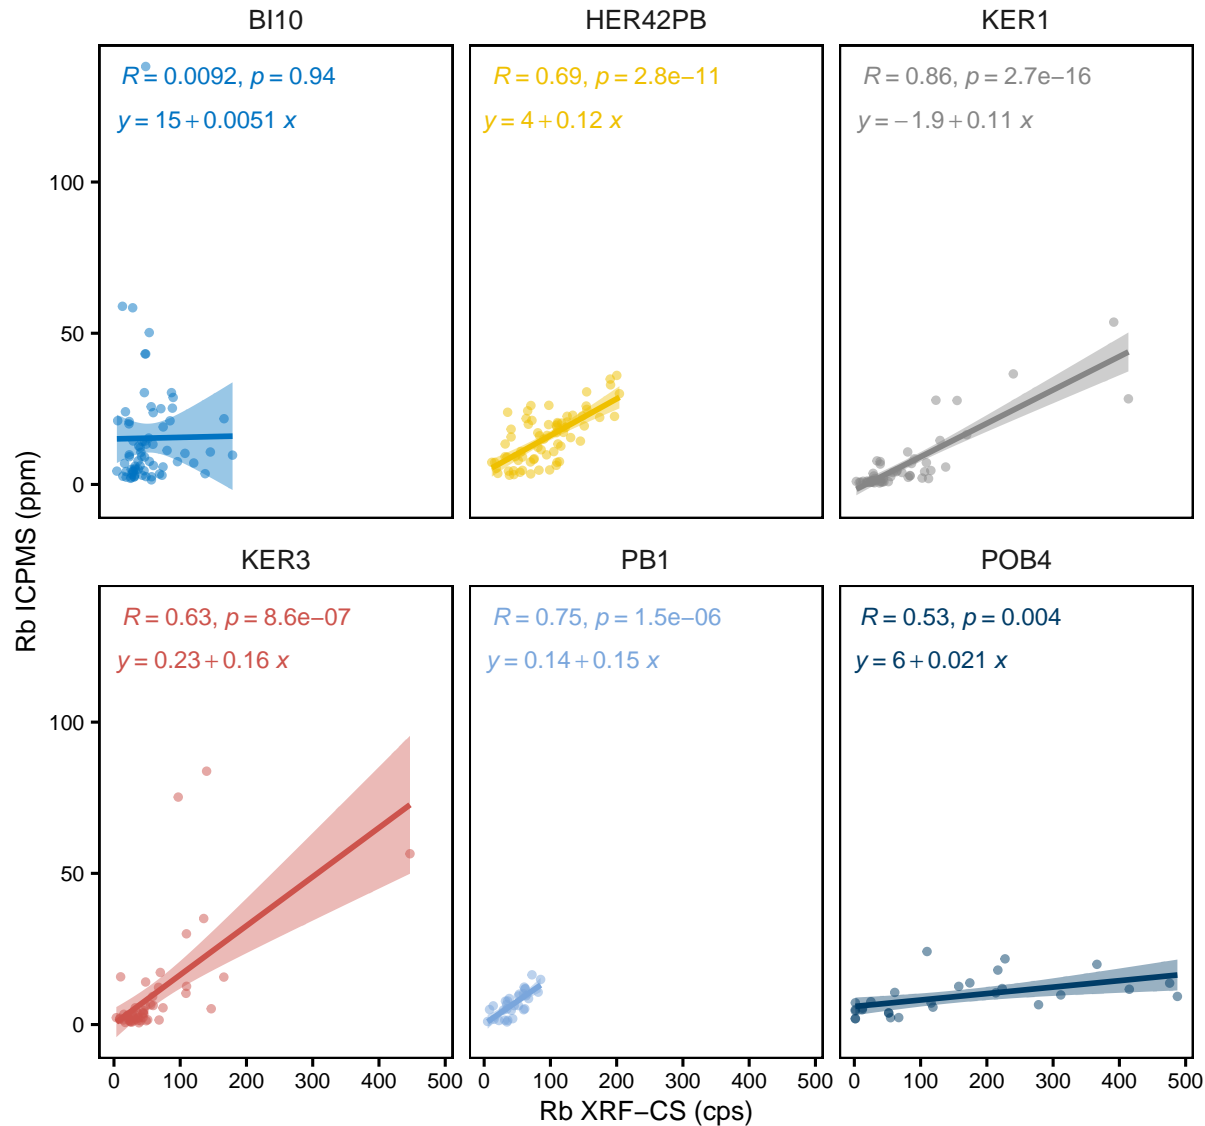 BI10
HER42PB
KER1
R = 0.0092, p = 0.94
y = 15 + 0.0051 x
R = 0.69, p = 2.8e−11
y = 4 + 0.12 x
R = 0.86, p = 2.7e−16
y = −1.9 + 0.11 x
100
50
0
KER3
PB1
POB4
R = 0.63, p = 8.6e−07
y = 0.23 + 0.16 x
R = 0.75, p = 1.5e−06
y = 0.14 + 0.15 x
R = 0.53, p = 0.004
y = 6 + 0.021 x
100
50
0
0 100 200 300 400 500
0 100 200 300 400 500
0 100 200 300 400 500
Rb XRF−CS (cps)
Rb ICPMS (ppm)